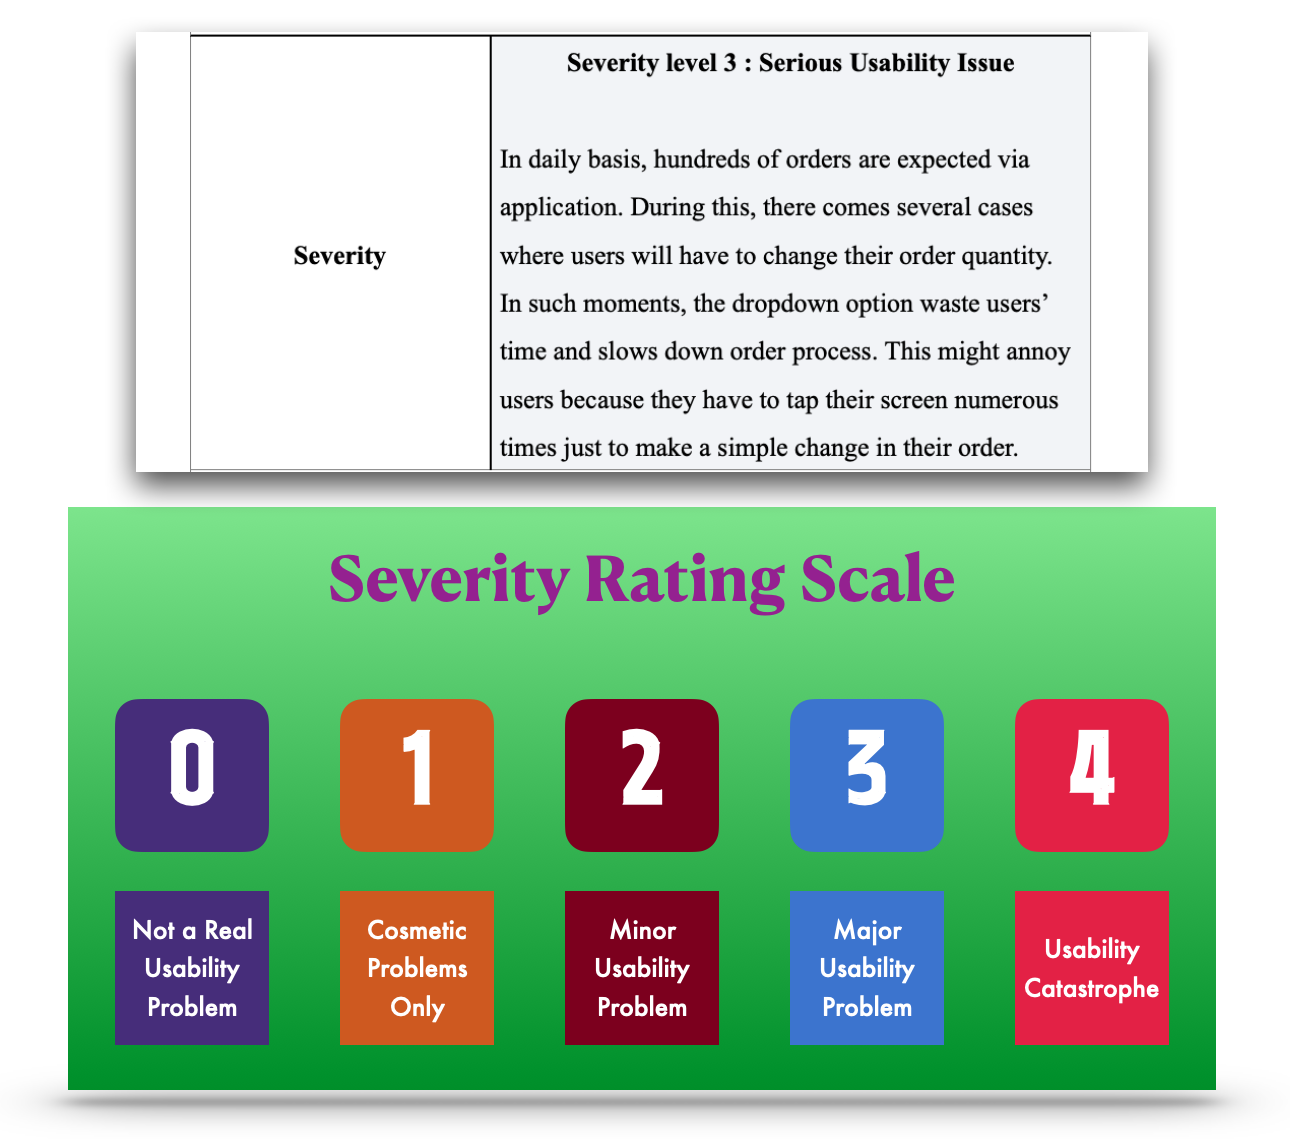 Severity level 3 : Serious Usability Issue
Severity
In daily basis, hundreds of orders are expected via
application. During this, there comes several cases
where users will have to change their order quantity.
In such moments, the dropdown option waste users’
time and slows down order process. This might annoy
users because they have to tap their screen numerous
times just to make a simple change in their order.
Severity Rating Scale
0
1
2
3
4
Not a Real
Usability
Problem
Cosmetic
Problems
Only
Minor
Usability
Problem
Major
Usability
Problem
Usability
Catastrophe